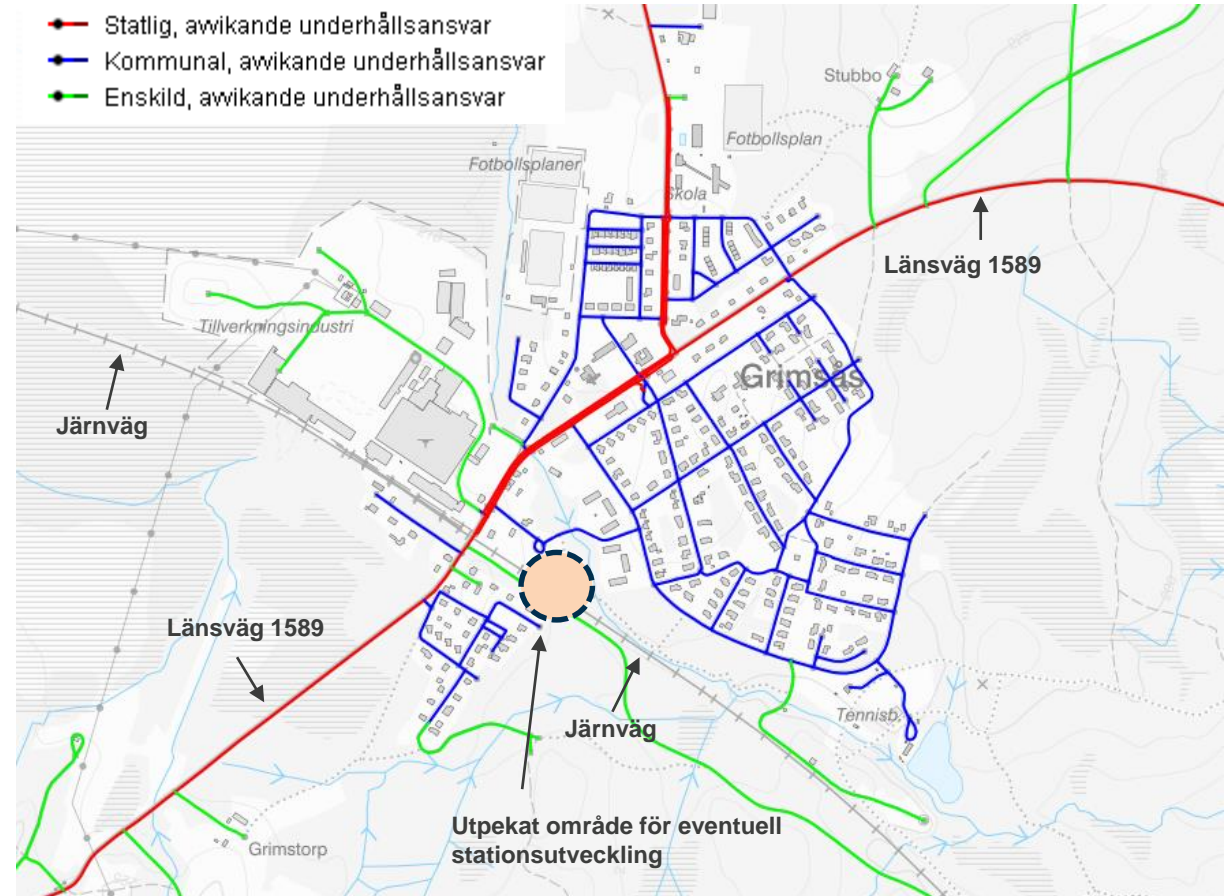 Statlig, avvikande underhållsansvar
Kommunal, avvikande underhållsansvar
Enskild, avvikande underhållsansvar
Stubbo
Fotbollsplan
Fotbollsplaner
Skola
Länsväg 1589
Tillverkningsindustri
Grimsås
Järnväg
Länsväg 1589
Järnväg
Tennisb.
Utpekat område för eventuell
stationsutveckling
Grimstorp